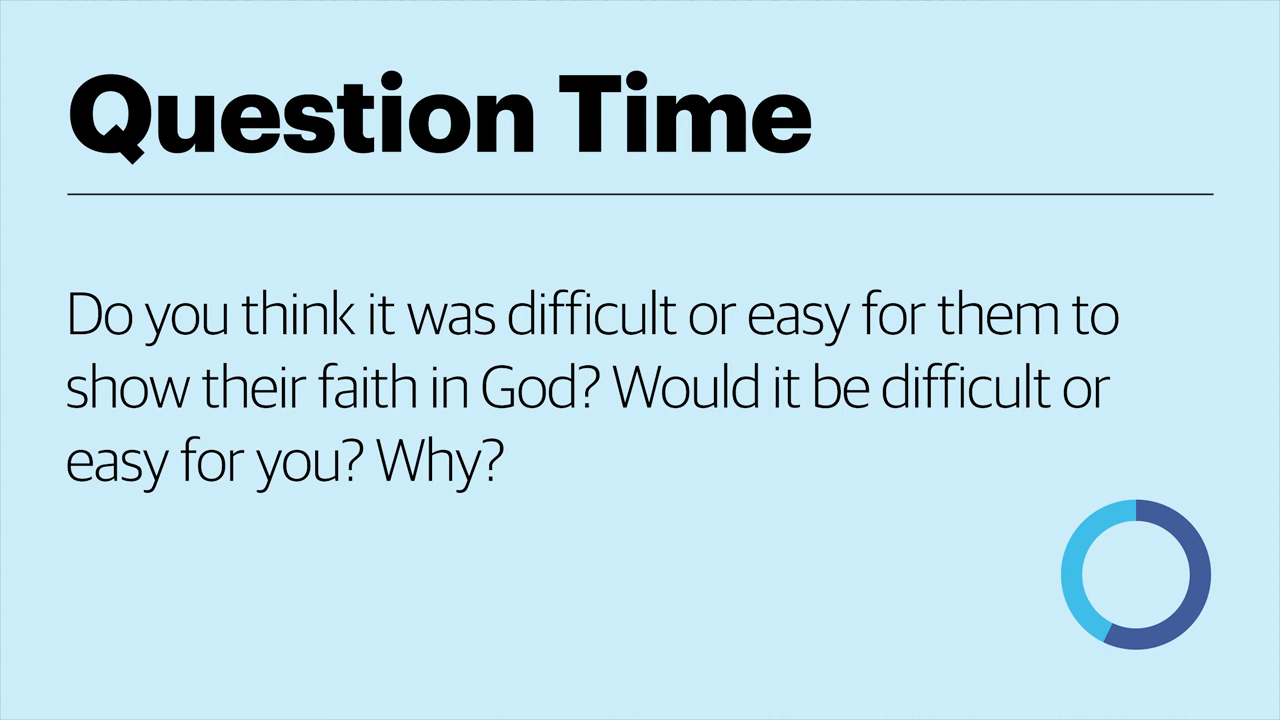 Question Time
Do you think it was difficult or easy for them to
show their faith in God? Would it be difficult or
easy for you? Why?